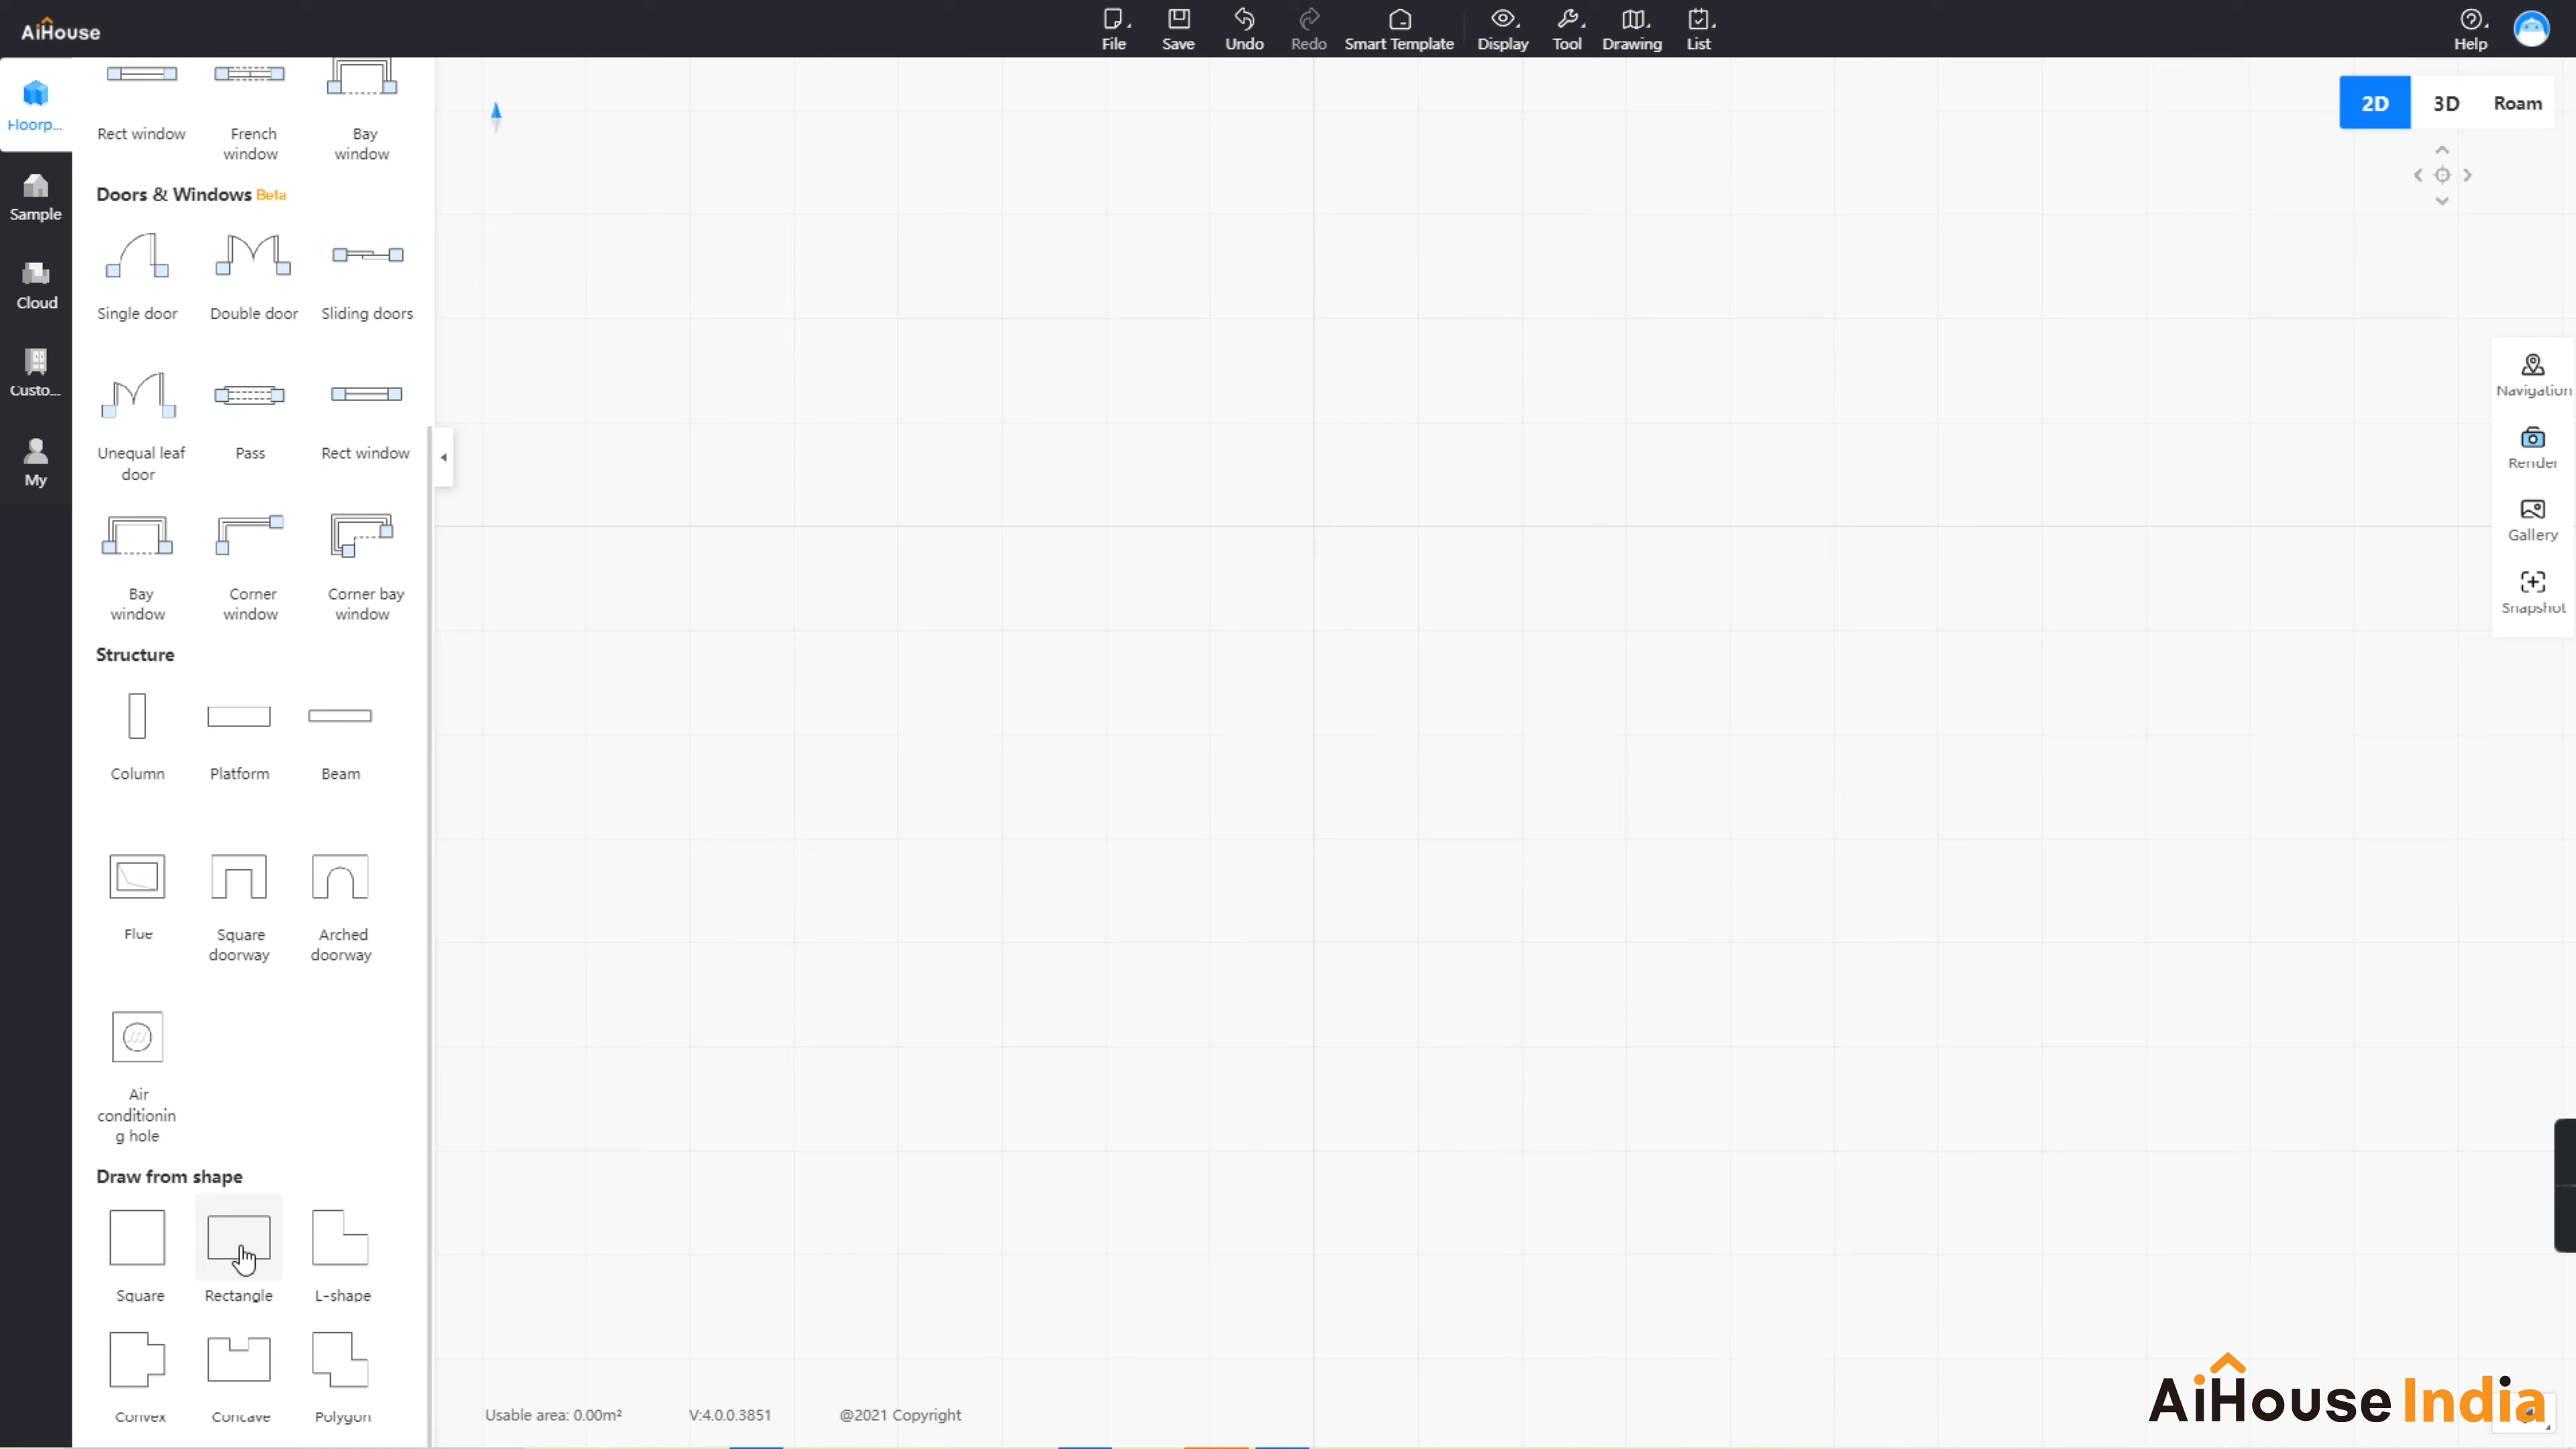 AiHouse
File
Save
Undo
Redo
Smart Template
Display
Tool
Drawing
List
Help
Floorp...
Sample
Cloud
Custo...
My
Rect window
French
window
Bay
window
Doors & Windows Beta
Single door
Double door
Sliding doors
Unequal leaf
door
Pass
Rect window
Bay
window
Corner
window
Corner bay
window
Structure
Column
Platform
Beam
Flue
Square
doorway
Arched
doorway
Air
conditionin
g hole
Draw from shape
Square
Rectangle
L-shape
Convex
Concave
Polygon
2D
3D
Roam
Navigation
Render
Gallery
Snapshot
Usable area: 0.00m²
V:4.0.0.3851
@2021 Copyright
AiHouse India